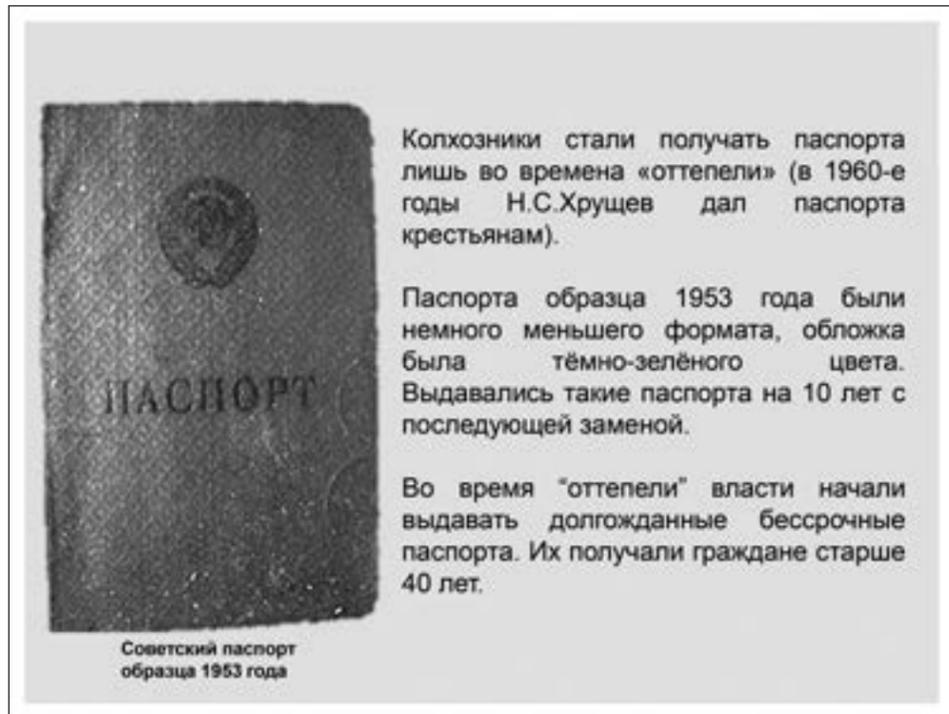 ПАСПОРТ
Советский паспорт
образца 1953 года
Колхозники стали получать паспорта
лишь во времена «оттепели» (в 1960-е
годы Н.С.Хрущев дал паспорта
крестьянам).
Паспорта образца 1953 года были
немного меньшего формата, обложка
была тёмно-зелёного цвета.
Выдавались такие паспорта на 10 лет с
последующей заменой.
Во время “оттепели” власти начали
выдавать долгожданные бессрочные
паспорта. Их получали граждане старше
40 лет.